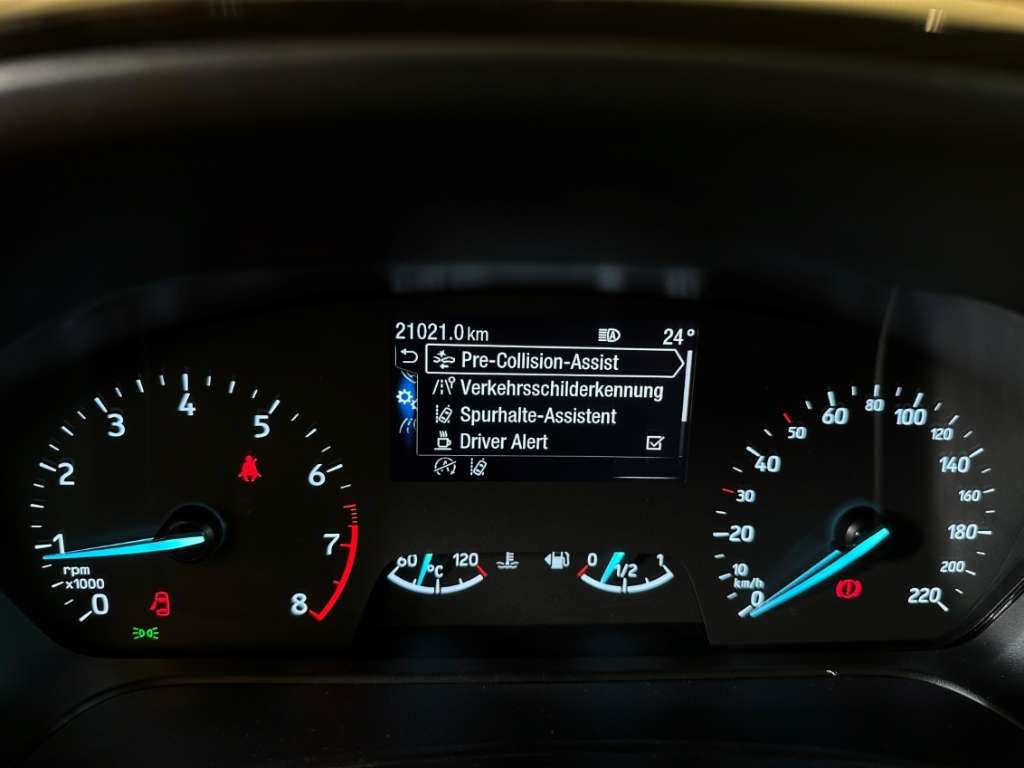 21021.0 km A 24°
Pre-Collision-Assist
Verkehrsschilderkennung
Spurhalte-Assistent
Driver Alert
A
0
1
2
3
4
5
6
7
8
rpm
x1000
60 °C 120
0 1/2 1
0
10
20
30
40
50
60
80
100
120
140
160
180
200
220
km/h